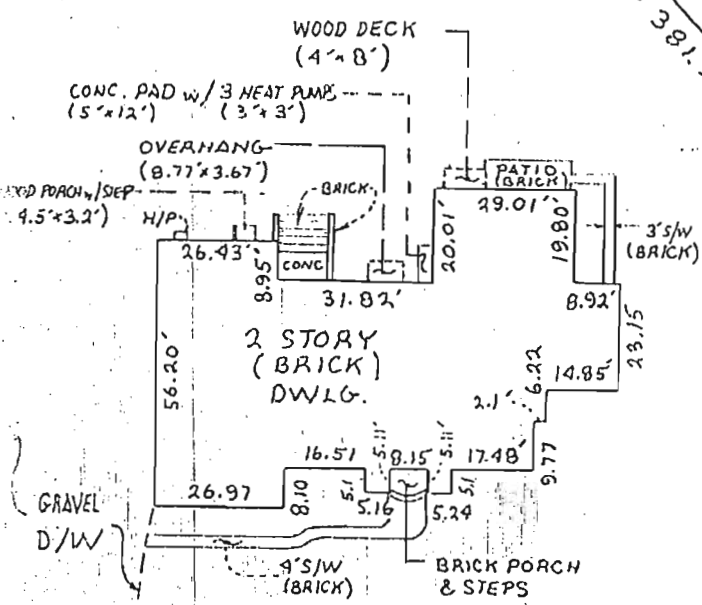 381.
WOOD DECK
(4'x8')
CONC. PAD w/ 3 HEAT PUMPS
(5'x12') (3'x3')
OVERHANG
(8.77'x3.67')
PORCH w/STEP
4.5'x3.2')
H/P
BRICK
CONC
PATIO
(BRICK)
29.01'
20.01'
19.80'
3' S/W
(BRICK)
26.43'
8.95'
31.82'
8.92'
23.15
56.20'
2 STORY
(BRICK)
DWLG.
6.22
14.85'
2.1'
16.51
5.11'
8.15
5.11'
17.48'
9.77
26.97
8.10
5.1
5.16
5.24
5.1
GRAVEL
D/W
4' S/W
(BRICK)
BRICK PORCH
& STEPS